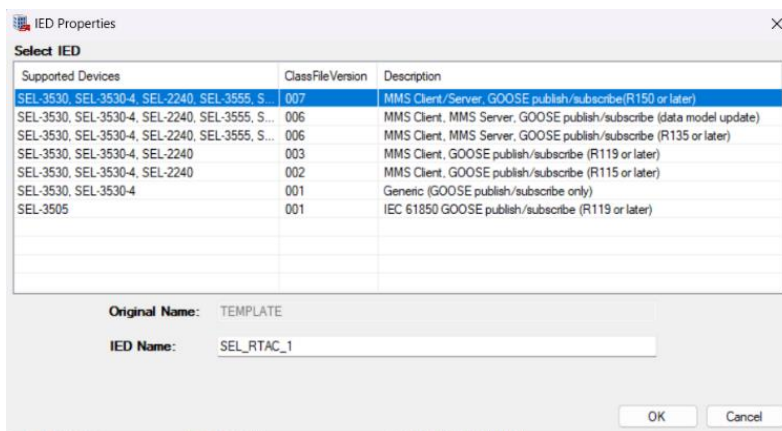 IED Properties
Select IED
Supported Devices ClassFileVersion Description
SEL-3530, SEL-3530-4, SEL-2240, SEL-3555, S... 007 MMS Client/Server, GOOSE publish/subscribe(R150 or later)
SEL-3530, SEL-3530-4, SEL-2240, SEL-3555, S... 006 MMS Client, MMS Server, GOOSE publish/subscribe (data model update)
SEL-3530, SEL-3530-4, SEL-2240, SEL-3555, S... 006 MMS Client, MMS Server, GOOSE publish/subscribe (R135 or later)
SEL-3530, SEL-3530-4, SEL-2240 003 MMS Client, GOOSE publish/subscribe (R119 or later)
SEL-3530, SEL-3530-4, SEL-2240 002 MMS Client, GOOSE publish/subscribe (R115 or later)
SEL-3530, SEL-3530-4 001 Generic (GOOSE publish/subscribe only)
SEL-3505 001 IEC 61850 GOOSE publish/subscribe (R119 or later)
Original Name: TEMPLATE
IED Name: SEL_RTAC_1
OK Cancel